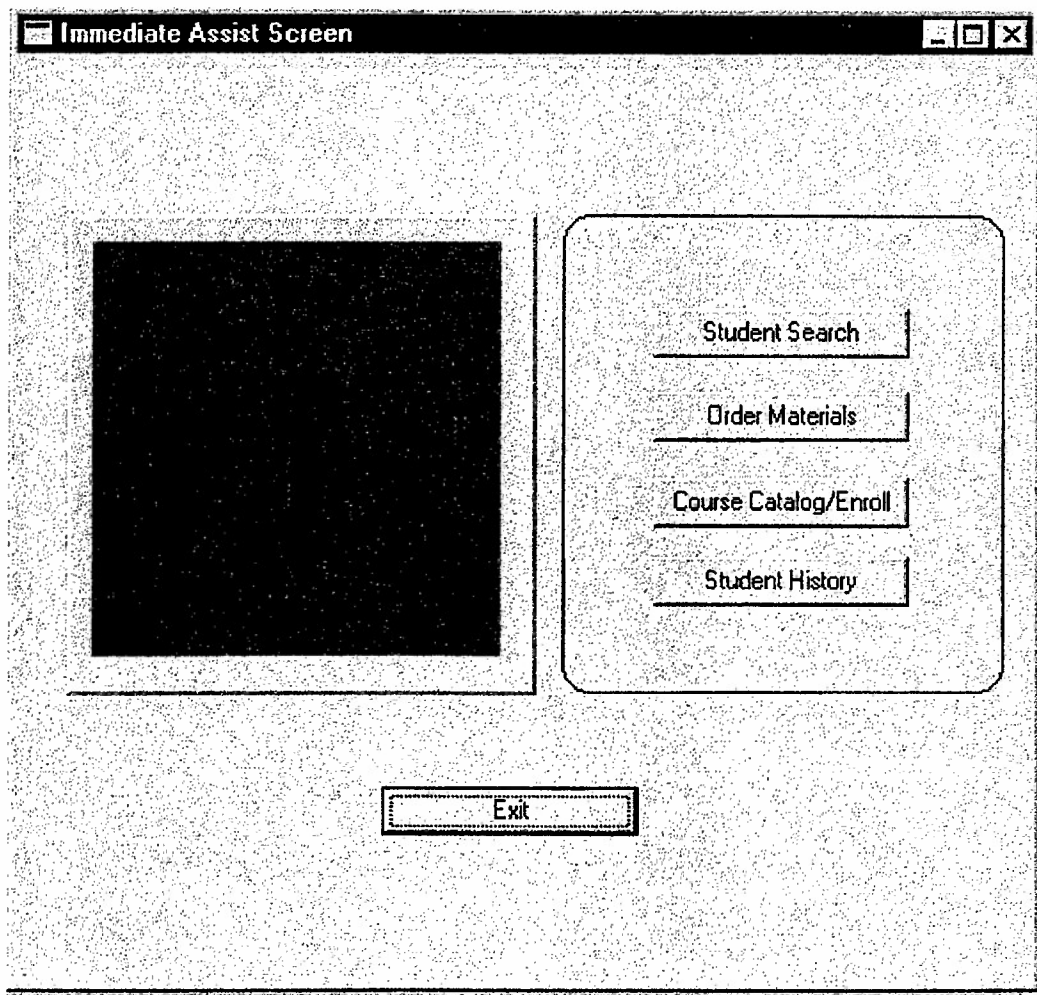 Immediate Assist Screen
Student Search
Order Materials
Course Catalog/Enroll
Student History
Exit